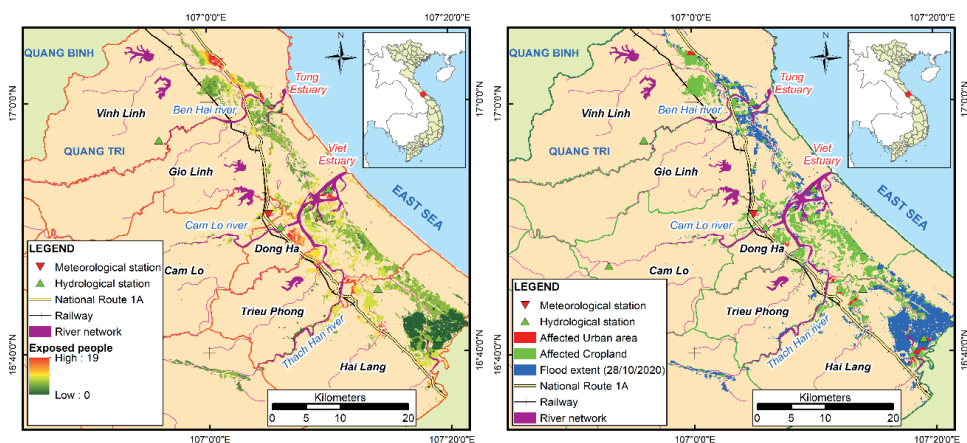 107°0'0"E
107°20'0"E
QUANG BINH
N
Tung
Estuary
17°0'0"N
Vinh Linh
Ben Hai river
QUANG TRI
Viet
Estuary
Gio Linh
EAST SEA
Cam Lo river
Dong Ha
Cam Lo
Trieu Phong
Thach Han river
Hai Lang
16°40'0"N
LEGEND
Meteorological station
Hydrological station
National Route 1A
Railway
River network
Exposed people
High : 19
Low : 0
Kilometers
0 5 10 20
107°0'0"E
107°20'0"E
107°0'0"E
107°20'0"E
QUANG BINH
N
Tung
Estuary
17°0'0"N
Vinh Linh
Ben Hai river
QUANG TRI
Viet
Estuary
Gio Linh
EAST SEA
Cam Lo river
Dong Ha
Cam Lo
Trieu Phong
Thach Han river
Hai Lang
16°40'0"N
LEGEND
Meteorological station
Hydrological station
Affected Urban area
Affected Cropland
Flood extent (28/10/2020)
National Route 1A
Railway
River network
Kilometers
0 5 10 20
107°0'0"E
107°20'0"E